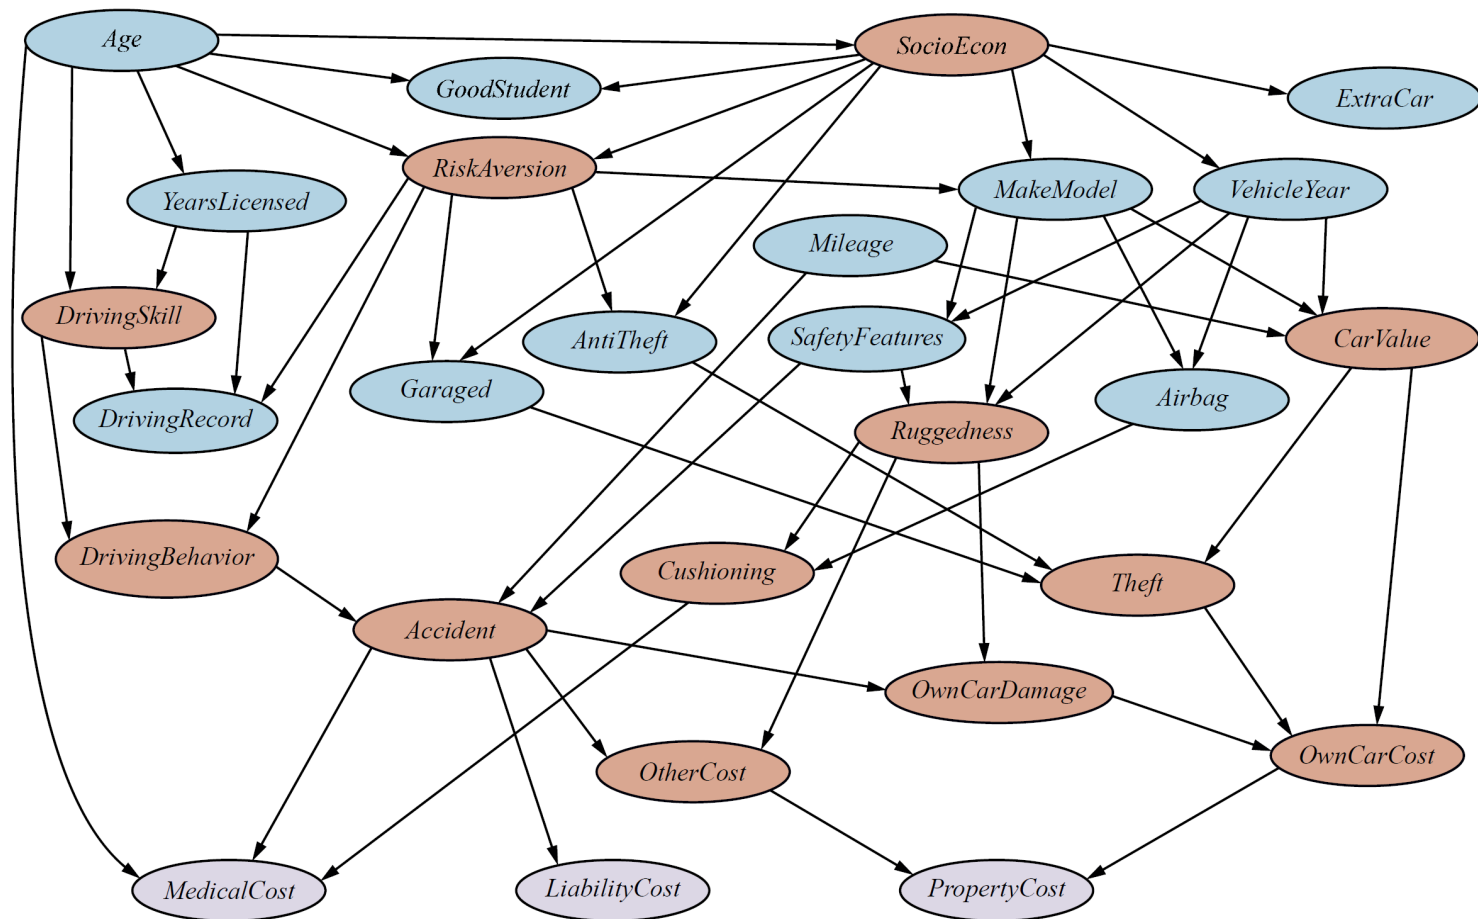 Age
SocioEcon
GoodStudent
ExtraCar
RiskAversion
YearsLicensed
MakeModel
VehicleYear
Mileage
DrivingSkill
AntiTheft
SafetyFeatures
CarValue
Garaged
Airbag
DrivingRecord
Ruggedness
DrivingBehavior
Cushioning
Theft
Accident
OwnCarDamage
OtherCost
OwnCarCost
MedicalCost
LiabilityCost
PropertyCost